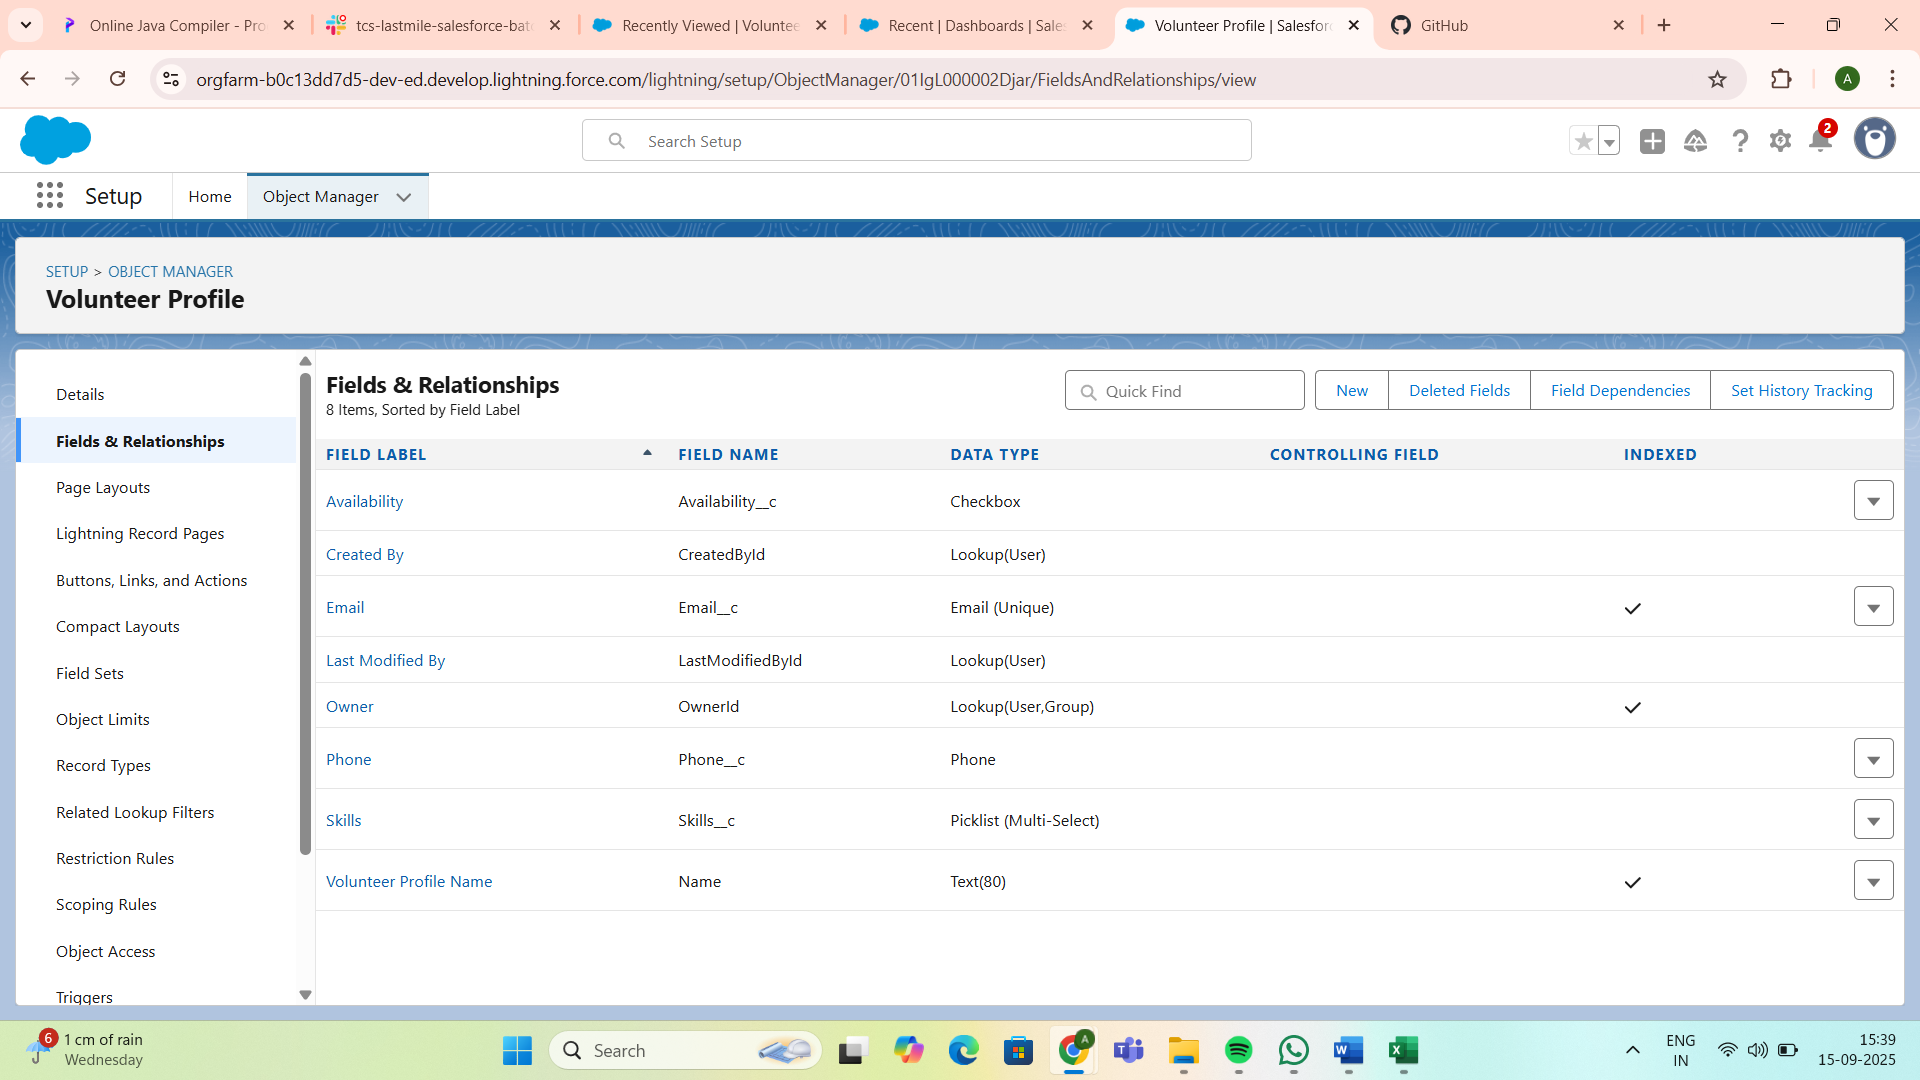 Online Java Compiler - Pro
tcs-lastmile-salesforce-bat
Recently Viewed | Voluntee
Recent | Dashboards | Sales
Volunteer Profile | Salesfor
GitHub
orgfarm-b0c13dd7d5-dev-ed.develop.lightning.force.com/lightning/setup/ObjectManager/01IgL000002Djar/FieldsAndRelationships/view
A
Search Setup
2
Setup
Home
Object Manager
SETUP > OBJECT MANAGER
Volunteer Profile
Details
Fields & Relationships
Page Layouts
Lightning Record Pages
Buttons, Links, and Actions
Compact Layouts
Field Sets
Object Limits
Record Types
Related Lookup Filters
Restriction Rules
Scoping Rules
Object Access
Triggers
Fields & Relationships
8 Items, Sorted by Field Label
Quick Find
New
Deleted Fields
Field Dependencies
Set History Tracking
FIELD LABEL FIELD NAME DATA TYPE CONTROLLING FIELD INDEXED
Availability Availability__c Checkbox
Created By CreatedById Lookup(User)
Email Email__c Email (Unique)
Last Modified By LastModifiedById Lookup(User)
Owner OwnerId Lookup(User,Group)
Phone Phone__c Phone
Skills Skills__c Picklist (Multi-Select)
Volunteer Profile Name Name Text(80)
6
1 cm of rain
Wednesday
Search
A
ENG
IN
15:39
15-09-2025